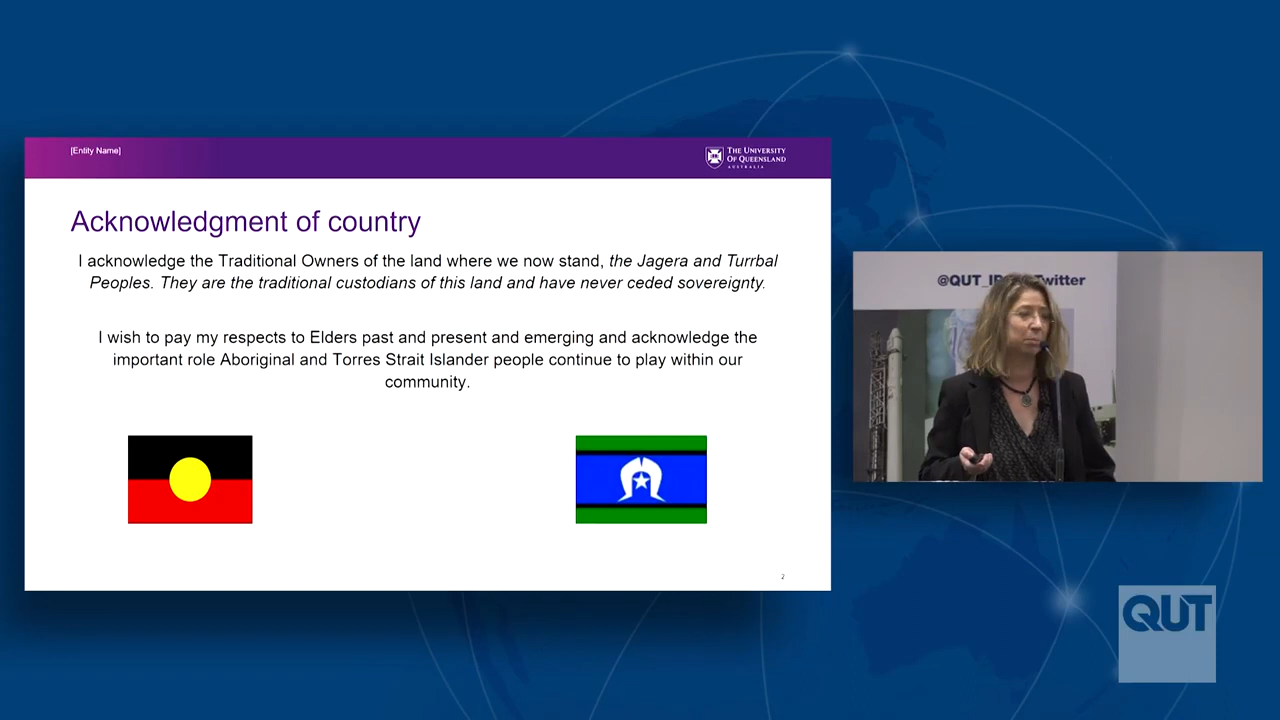 [Entity Name]
THE UNIVERSITY
OF QUEENSLAND
AUSTRALIA
Acknowledgment of country
I acknowledge the Traditional Owners of the land where we now stand, the Jagera and Turrbal
Peoples. They are the traditional custodians of this land and have never ceded sovereignty.
I wish to pay my respects to Elders past and present and emerging and acknowledge the
important role Aboriginal and Torres Strait Islander people continue to play within our
community.
2
@QUT_IP Twitter
QUT